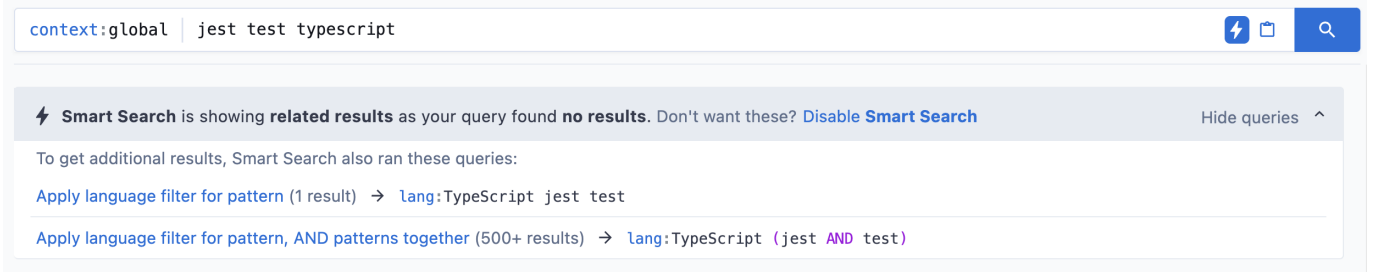 context:global jest test typescript
Smart Search is showing related results as your query found no results. Don't want these? Disable Smart Search Hide queries
To get additional results, Smart Search also ran these queries:
Apply language filter for pattern (1 result) → lang:TypeScript jest test
Apply language filter for pattern, AND patterns together (500+ results) → lang:TypeScript (jest AND test)